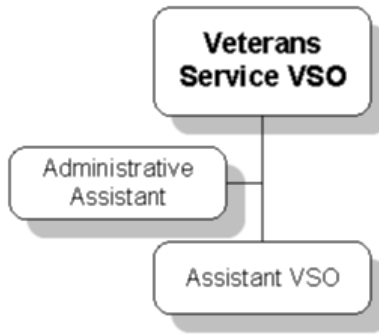 Veterans
Service VSO
Administrative
Assistant
Assistant VSO